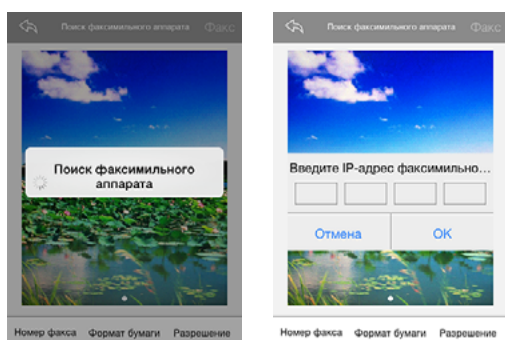 Поиск факсимильного аппарата Факс
Поиск факсимильного
аппарата
Номер факса Формат бумаги Разрешение
Поиск факсимильного аппарата Факс
Введите IP-адрес факсимильно...
Отмена OK
Номер факса Формат бумаги Разрешение